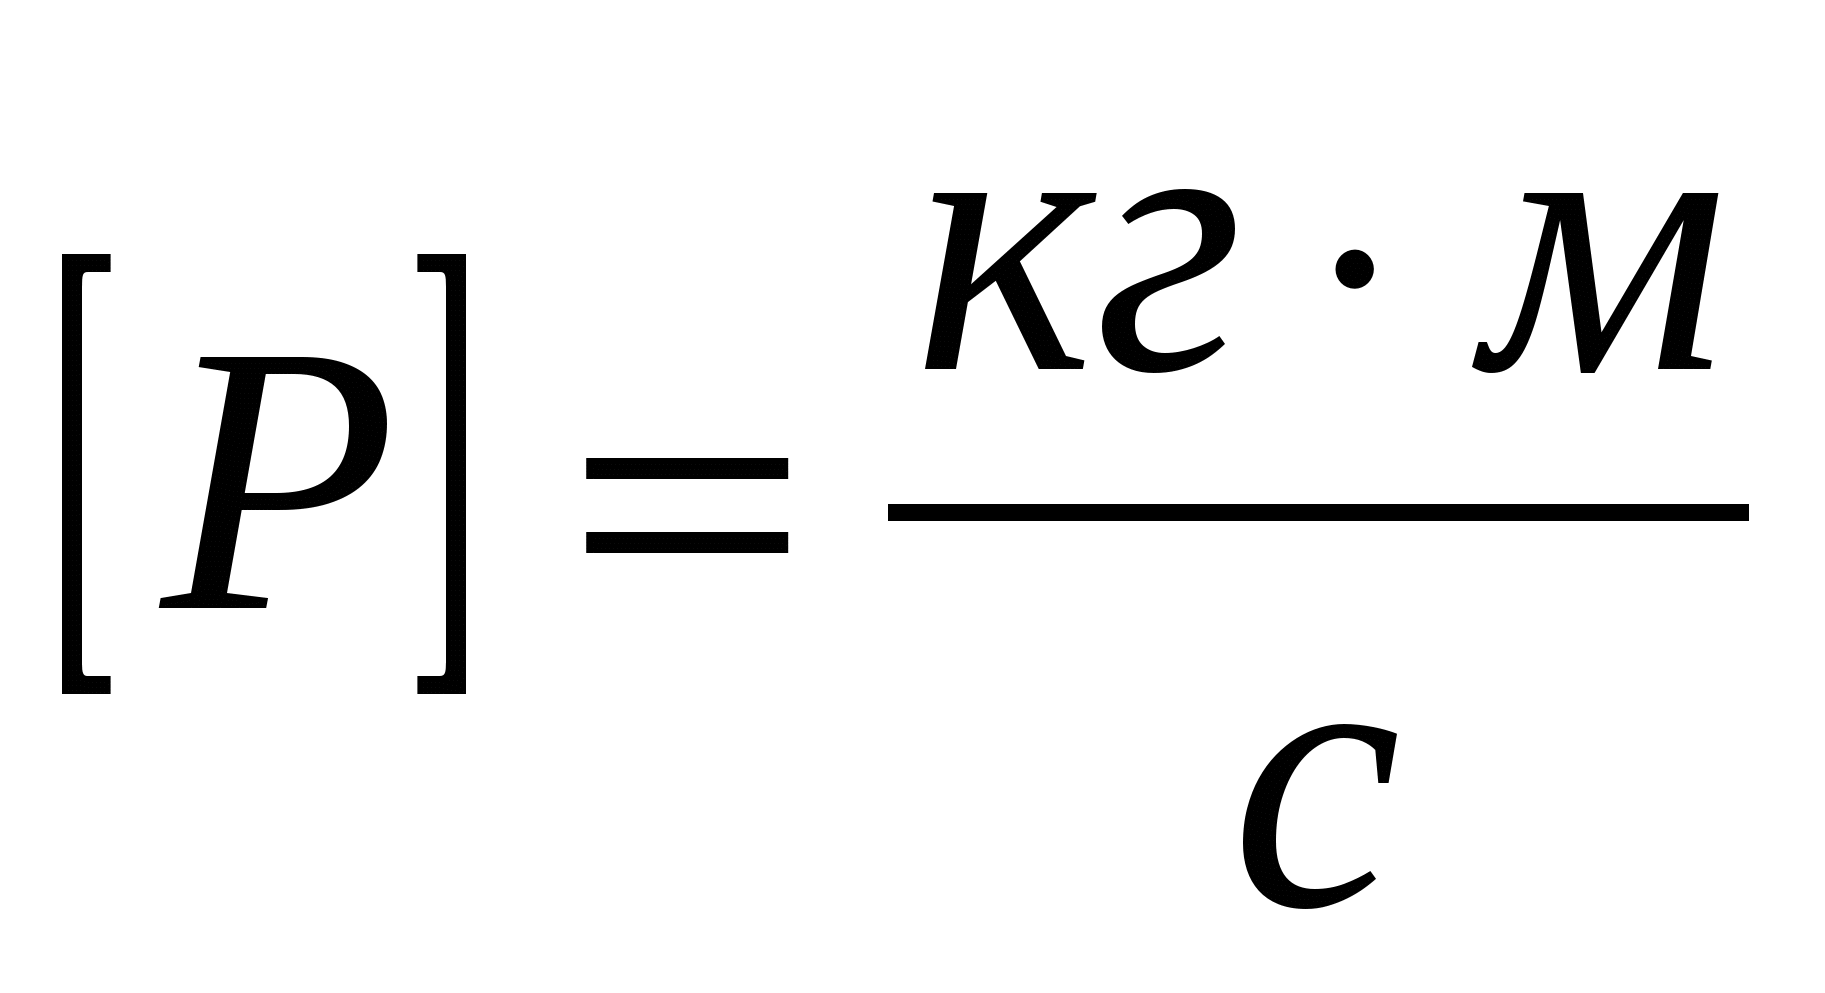 [P] = кг · м
с